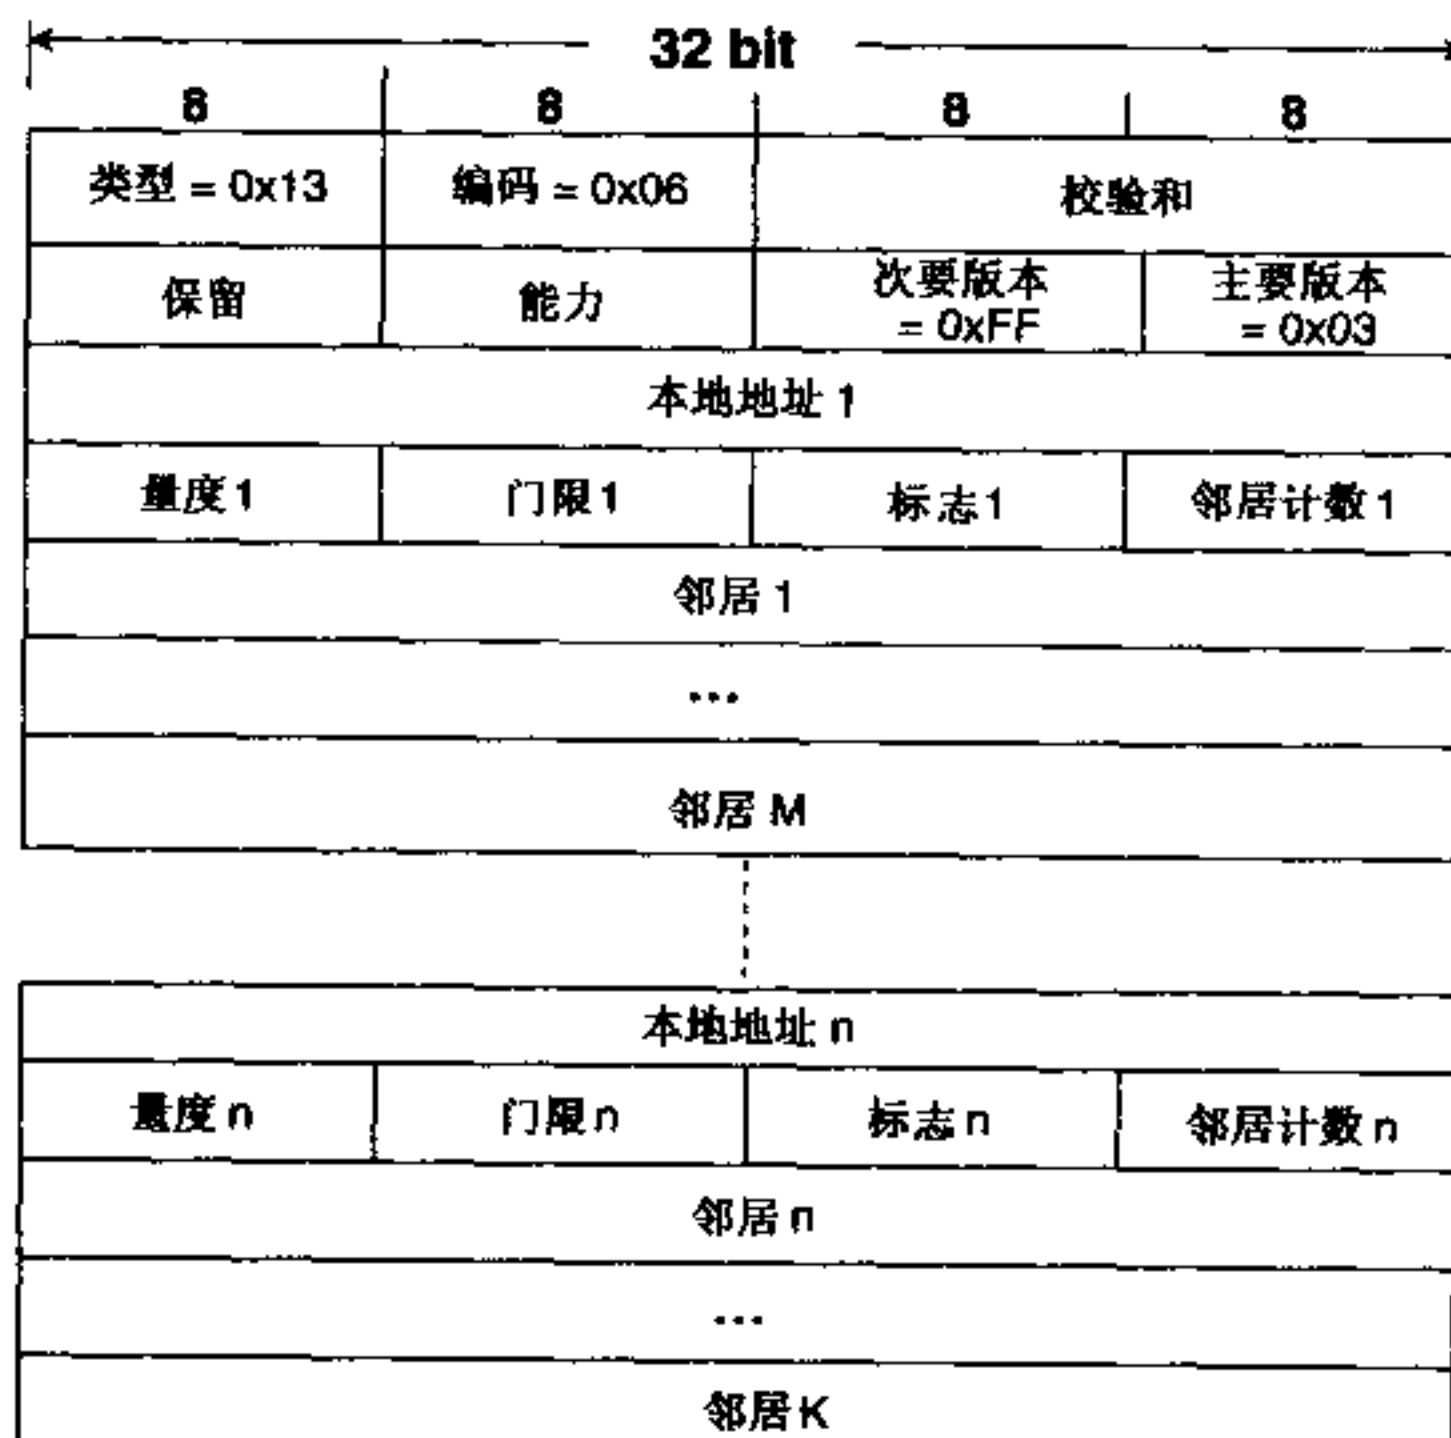 32 bit
8 8 8 8
类型 = 0x13 编码 = 0x06 校验和
保留 能力 次要版本 = 0xFF 主要版本 = 0x03
本地地址 1
量度 1 门限 1 标志 1 邻居计数 1
邻居 1
...
邻居 M
本地地址 n
量度 n 门限 n 标志 n 邻居计数 n
邻居 n
...
邻居 K